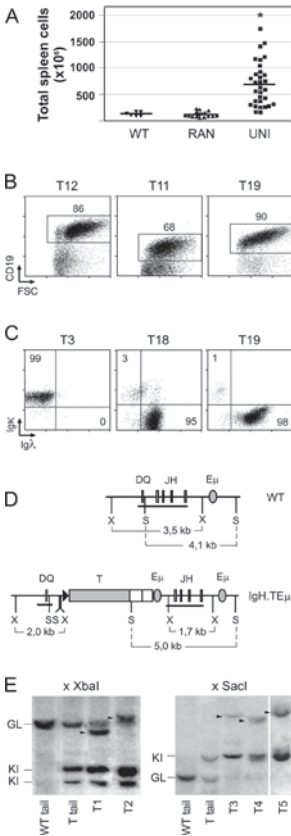 A
Total spleen cells
(x10⁶)
2000
1500
1000
500
*
WT
RAN
UNI
B
T12
T11
T19
86
68
90
CD19
FSC
C
T3
T18
T19
99
0
3
95
1
98
Igκ
Igλ
D
DQ
JH
Eμ
X
S
X
S
WT
3,5 kb
4,1 kb
DQ
T
Eμ
JH
Eμ
IgH.TEμ
X
SS
X
S
X
S
2,0 kb
1,7 kb
5,0 kb
E
x XbaI
x SacI
GL
KI
KI
KI
GL
WT tail
T tail
T1
T2
WT tail
T tail
T3
T4
T5